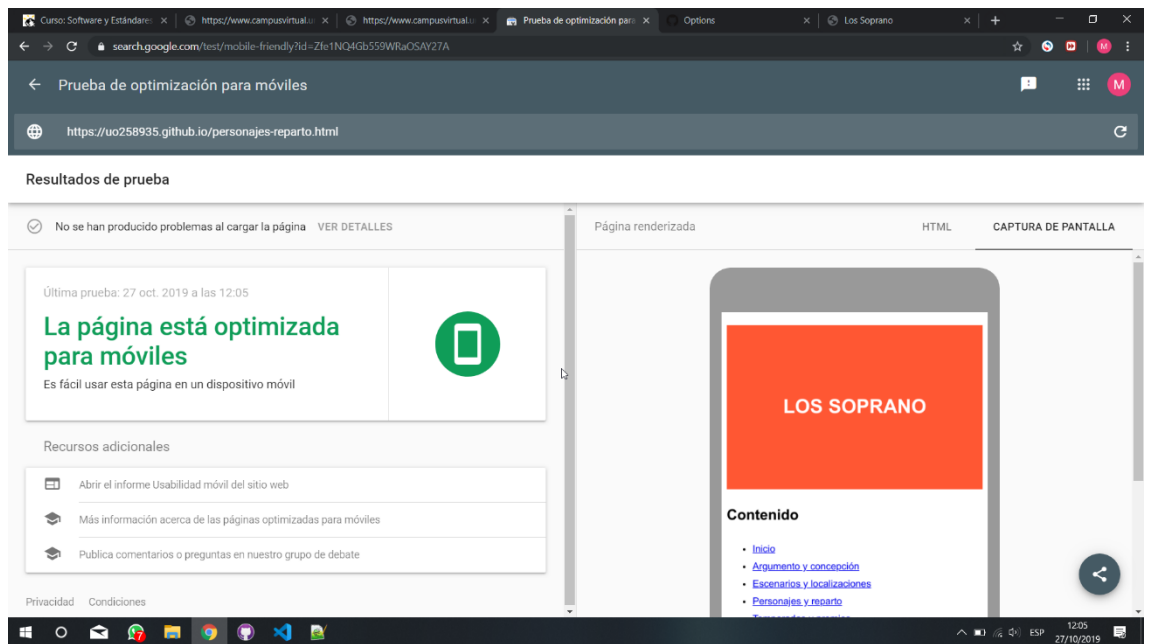 Curso: Software y Estándares
https://www.campusvirtual.u
https://www.campusvirtual.u
Prueba de optimización para
Options
Los Soprano
search.google.com/test/mobile-friendly?id=Zfe1NQ4Gb559WRaOSAY27A
M
Prueba de optimización para móviles
M
https://uo258935.github.io/personajes-reparto.html
Resultados de prueba
No se han producido problemas al cargar la página VER DETALLES
Página renderizada
HTML
CAPTURA DE PANTALLA
Última prueba: 27 oct. 2019 a las 12:05
La página está optimizada
para móviles
Es fácil usar esta página en un dispositivo móvil
Recursos adicionales
Abrir el informe Usabilidad móvil del sitio web
Más información acerca de las páginas optimizadas para móviles
Publica comentarios o preguntas en nuestro grupo de debate
Privacidad Condiciones
LOS SOPRANO
Contenido
Inicio
Argumento y concepción
Escenarios y localizaciones
Personajes y reparto
ESP
12:05
27/10/2019